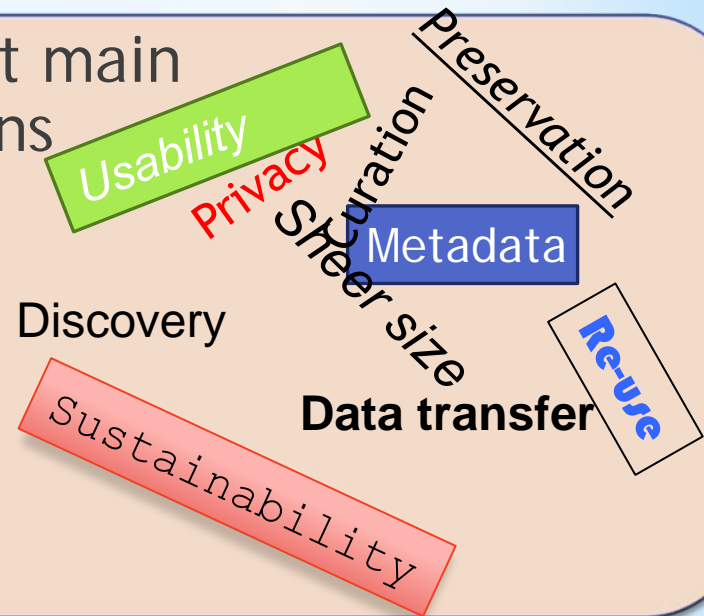 t main
ns
Preservation
Usability
Privacy
Curation
Sheer size
Metadata
Discovery
Re-use
Data transfer
Sustainability